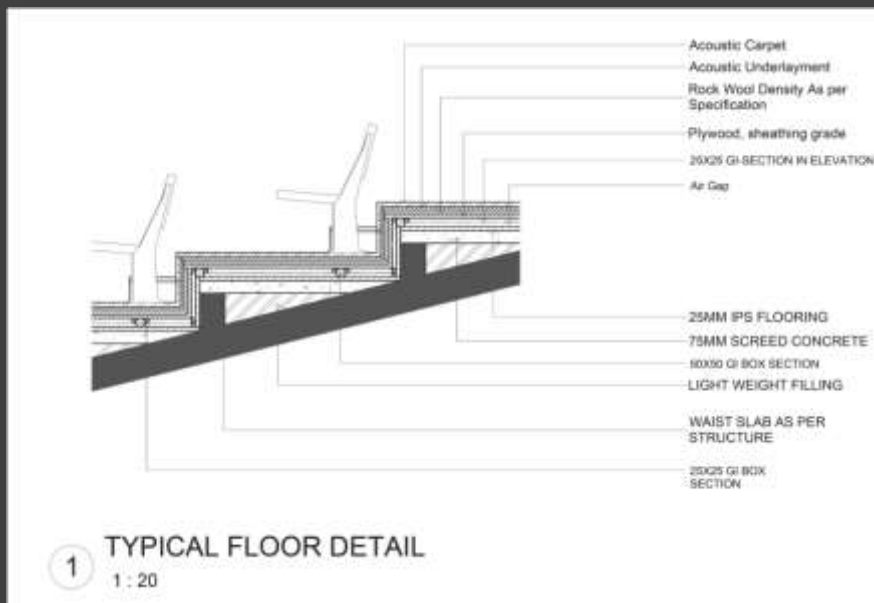 Acoustic Carpet
Acoustic Underlayment
Rock Wool Density As per
Specification
Plywood, sheathing grade
25X25 GI-SECTION IN ELEVATION
Air Gap
25MM IPS FLOORING
75MM SCREED CONCRETE
50X50 GI BOX SECTION
LIGHT WEIGHT FILLING
WAIST SLAB AS PER
STRUCTURE
25X25 GI BOX
SECTION
1
TYPICAL FLOOR DETAIL
1 : 20